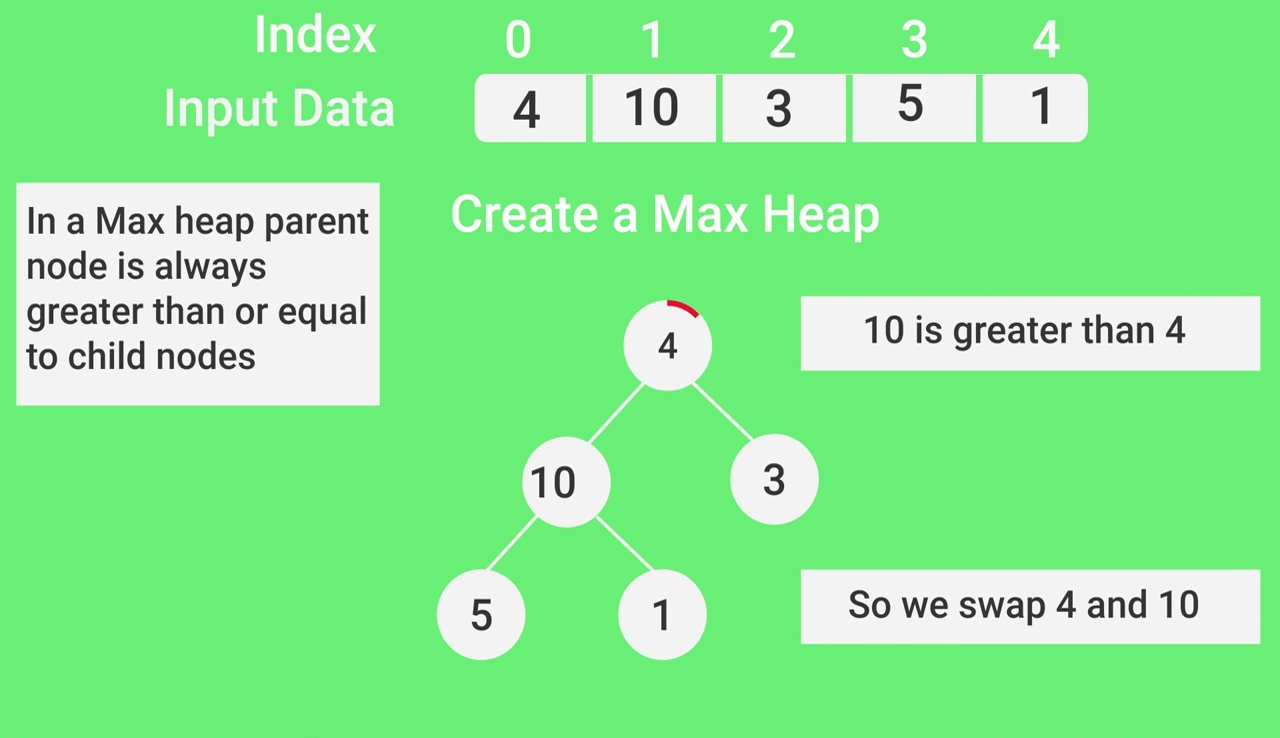 Index 0 1 2 3 4
Input Data 4 10 3 5 1
In a Max heap parent
node is always
greater than or equal
to child nodes
Create a Max Heap
4
10 is greater than 4
10 3
5 1
So we swap 4 and 10